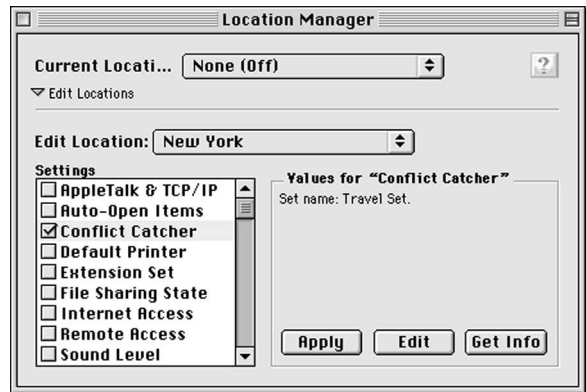 Location Manager
Current Locati... None (Off)
?
Edit Locations
Edit Location: New York
Settings
AppleTalk & TCP/IP
Auto-Open Items
Conflict Catcher
Default Printer
Extension Set
File Sharing State
Internet Access
Remote Access
Sound Level
Values for “Conflict Catcher”
Set name: Travel Set.
Apply
Edit
Get Info